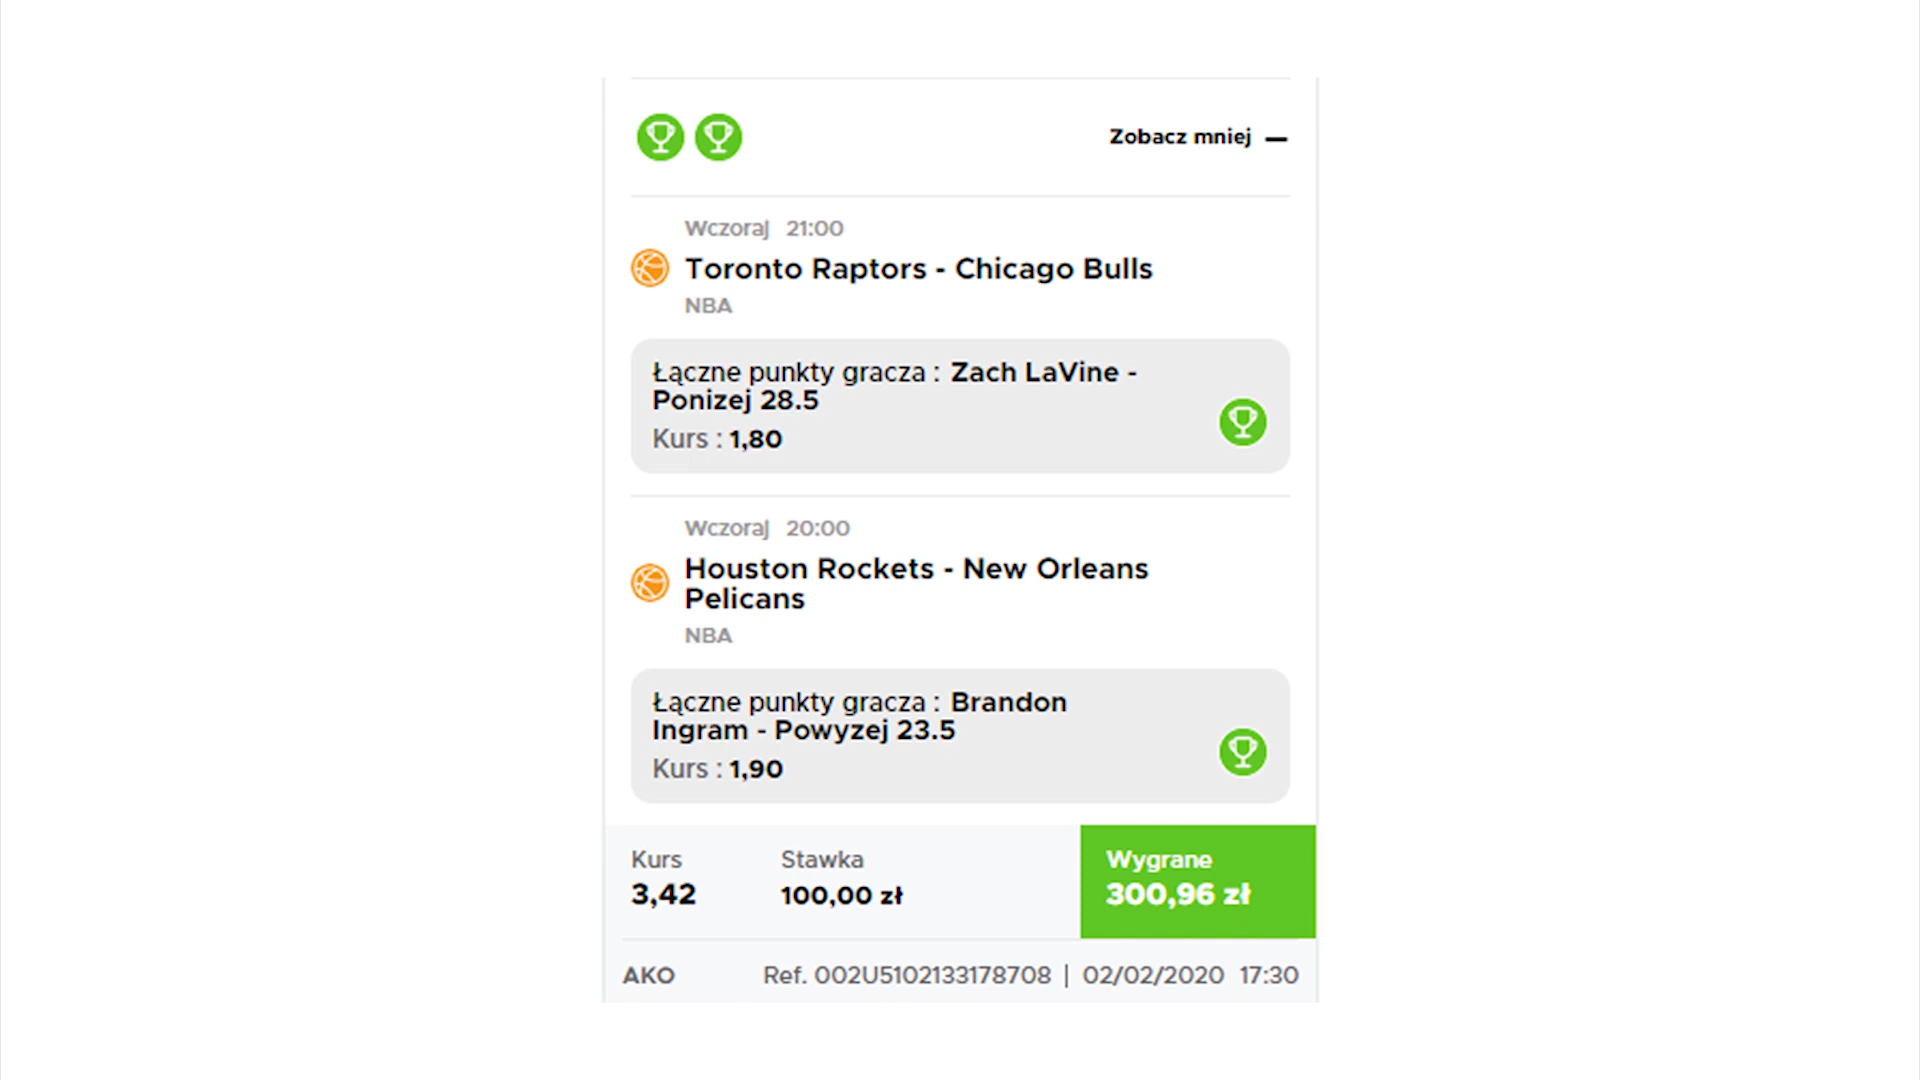 Zobacz mniej
Wczoraj 21:00
Toronto Raptors - Chicago Bulls
NBA
Łączne punkty gracza : Zach LaVine -
Ponizej 28.5
Kurs : 1,80
Wczoraj 20:00
Houston Rockets - New Orleans
Pelicans
NBA
Łączne punkty gracza : Brandon
Ingram - Powyzej 23.5
Kurs : 1,90
Kurs Stawka Wygrane
3,42 100,00 zł 300,96 zł
AKO Ref. 002U5102133178708 | 02/02/2020 17:30